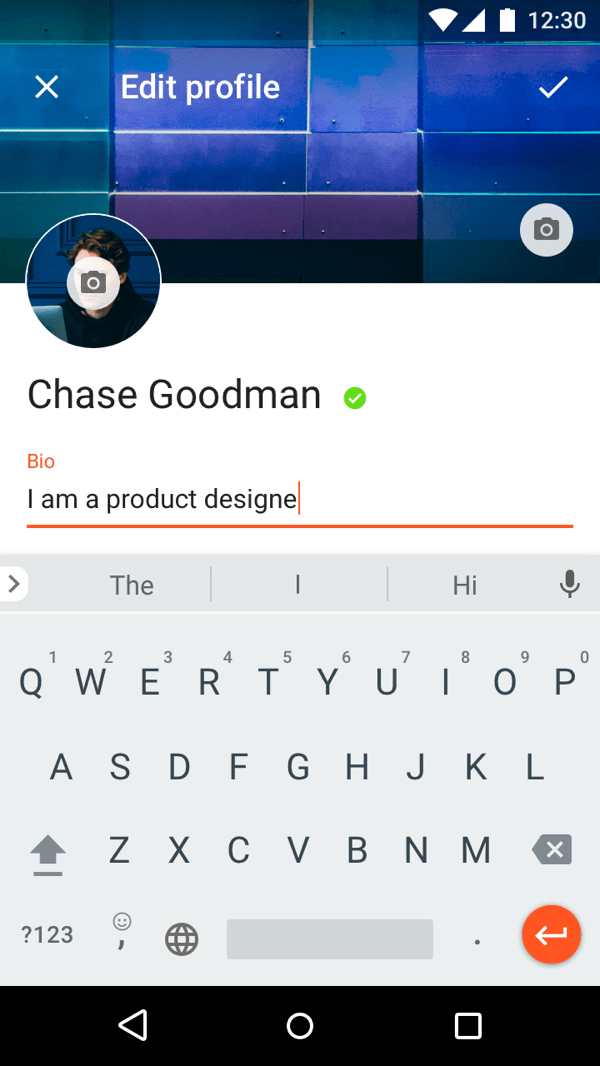 12:30
Edit profile
Chase Goodman
Bio
I am a product designe
The I Hi
1 2 3 4 5 6 7 8 9 0
Q W E R T Y U I O P
A S D F G H J K L
Z X C V B N M
?123 , .